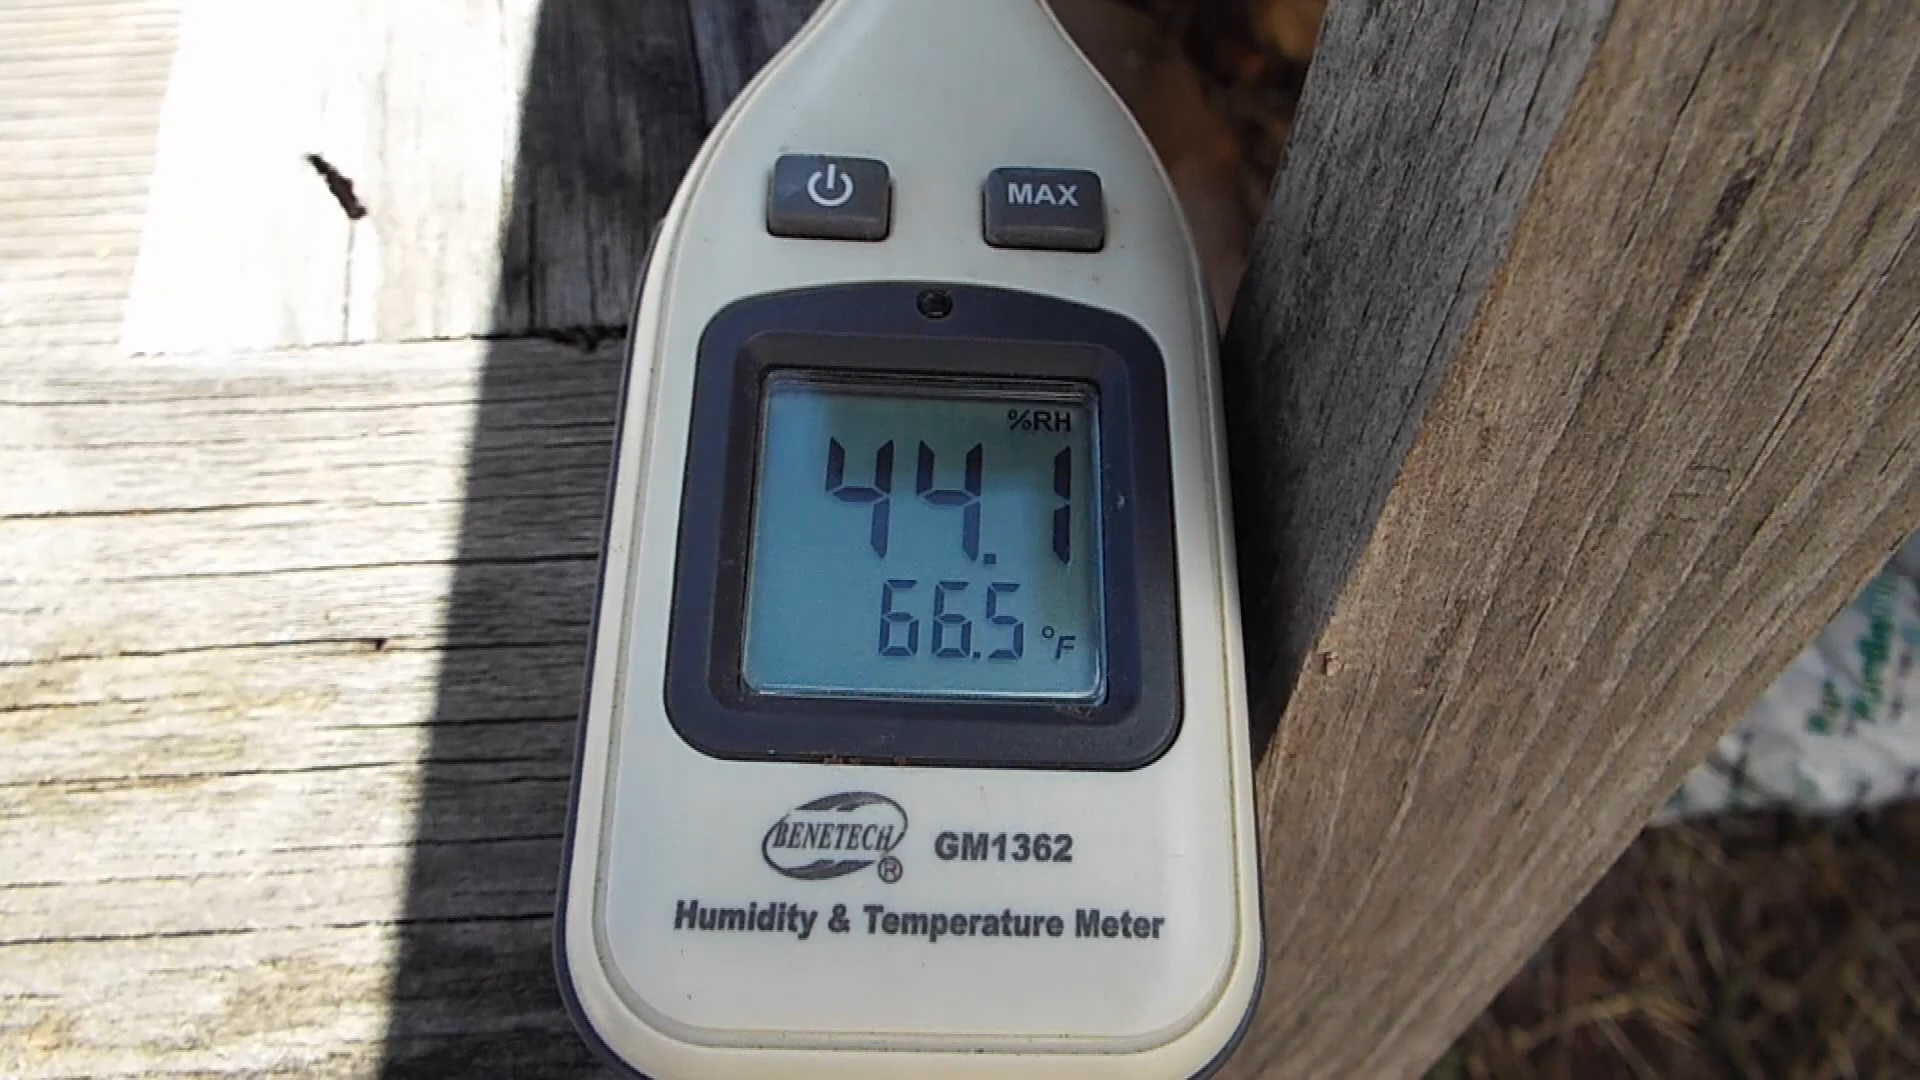 MAX
%RH
44.1
66.5 °F
BENETECH ® GM1362
Humidity & Temperature Meter